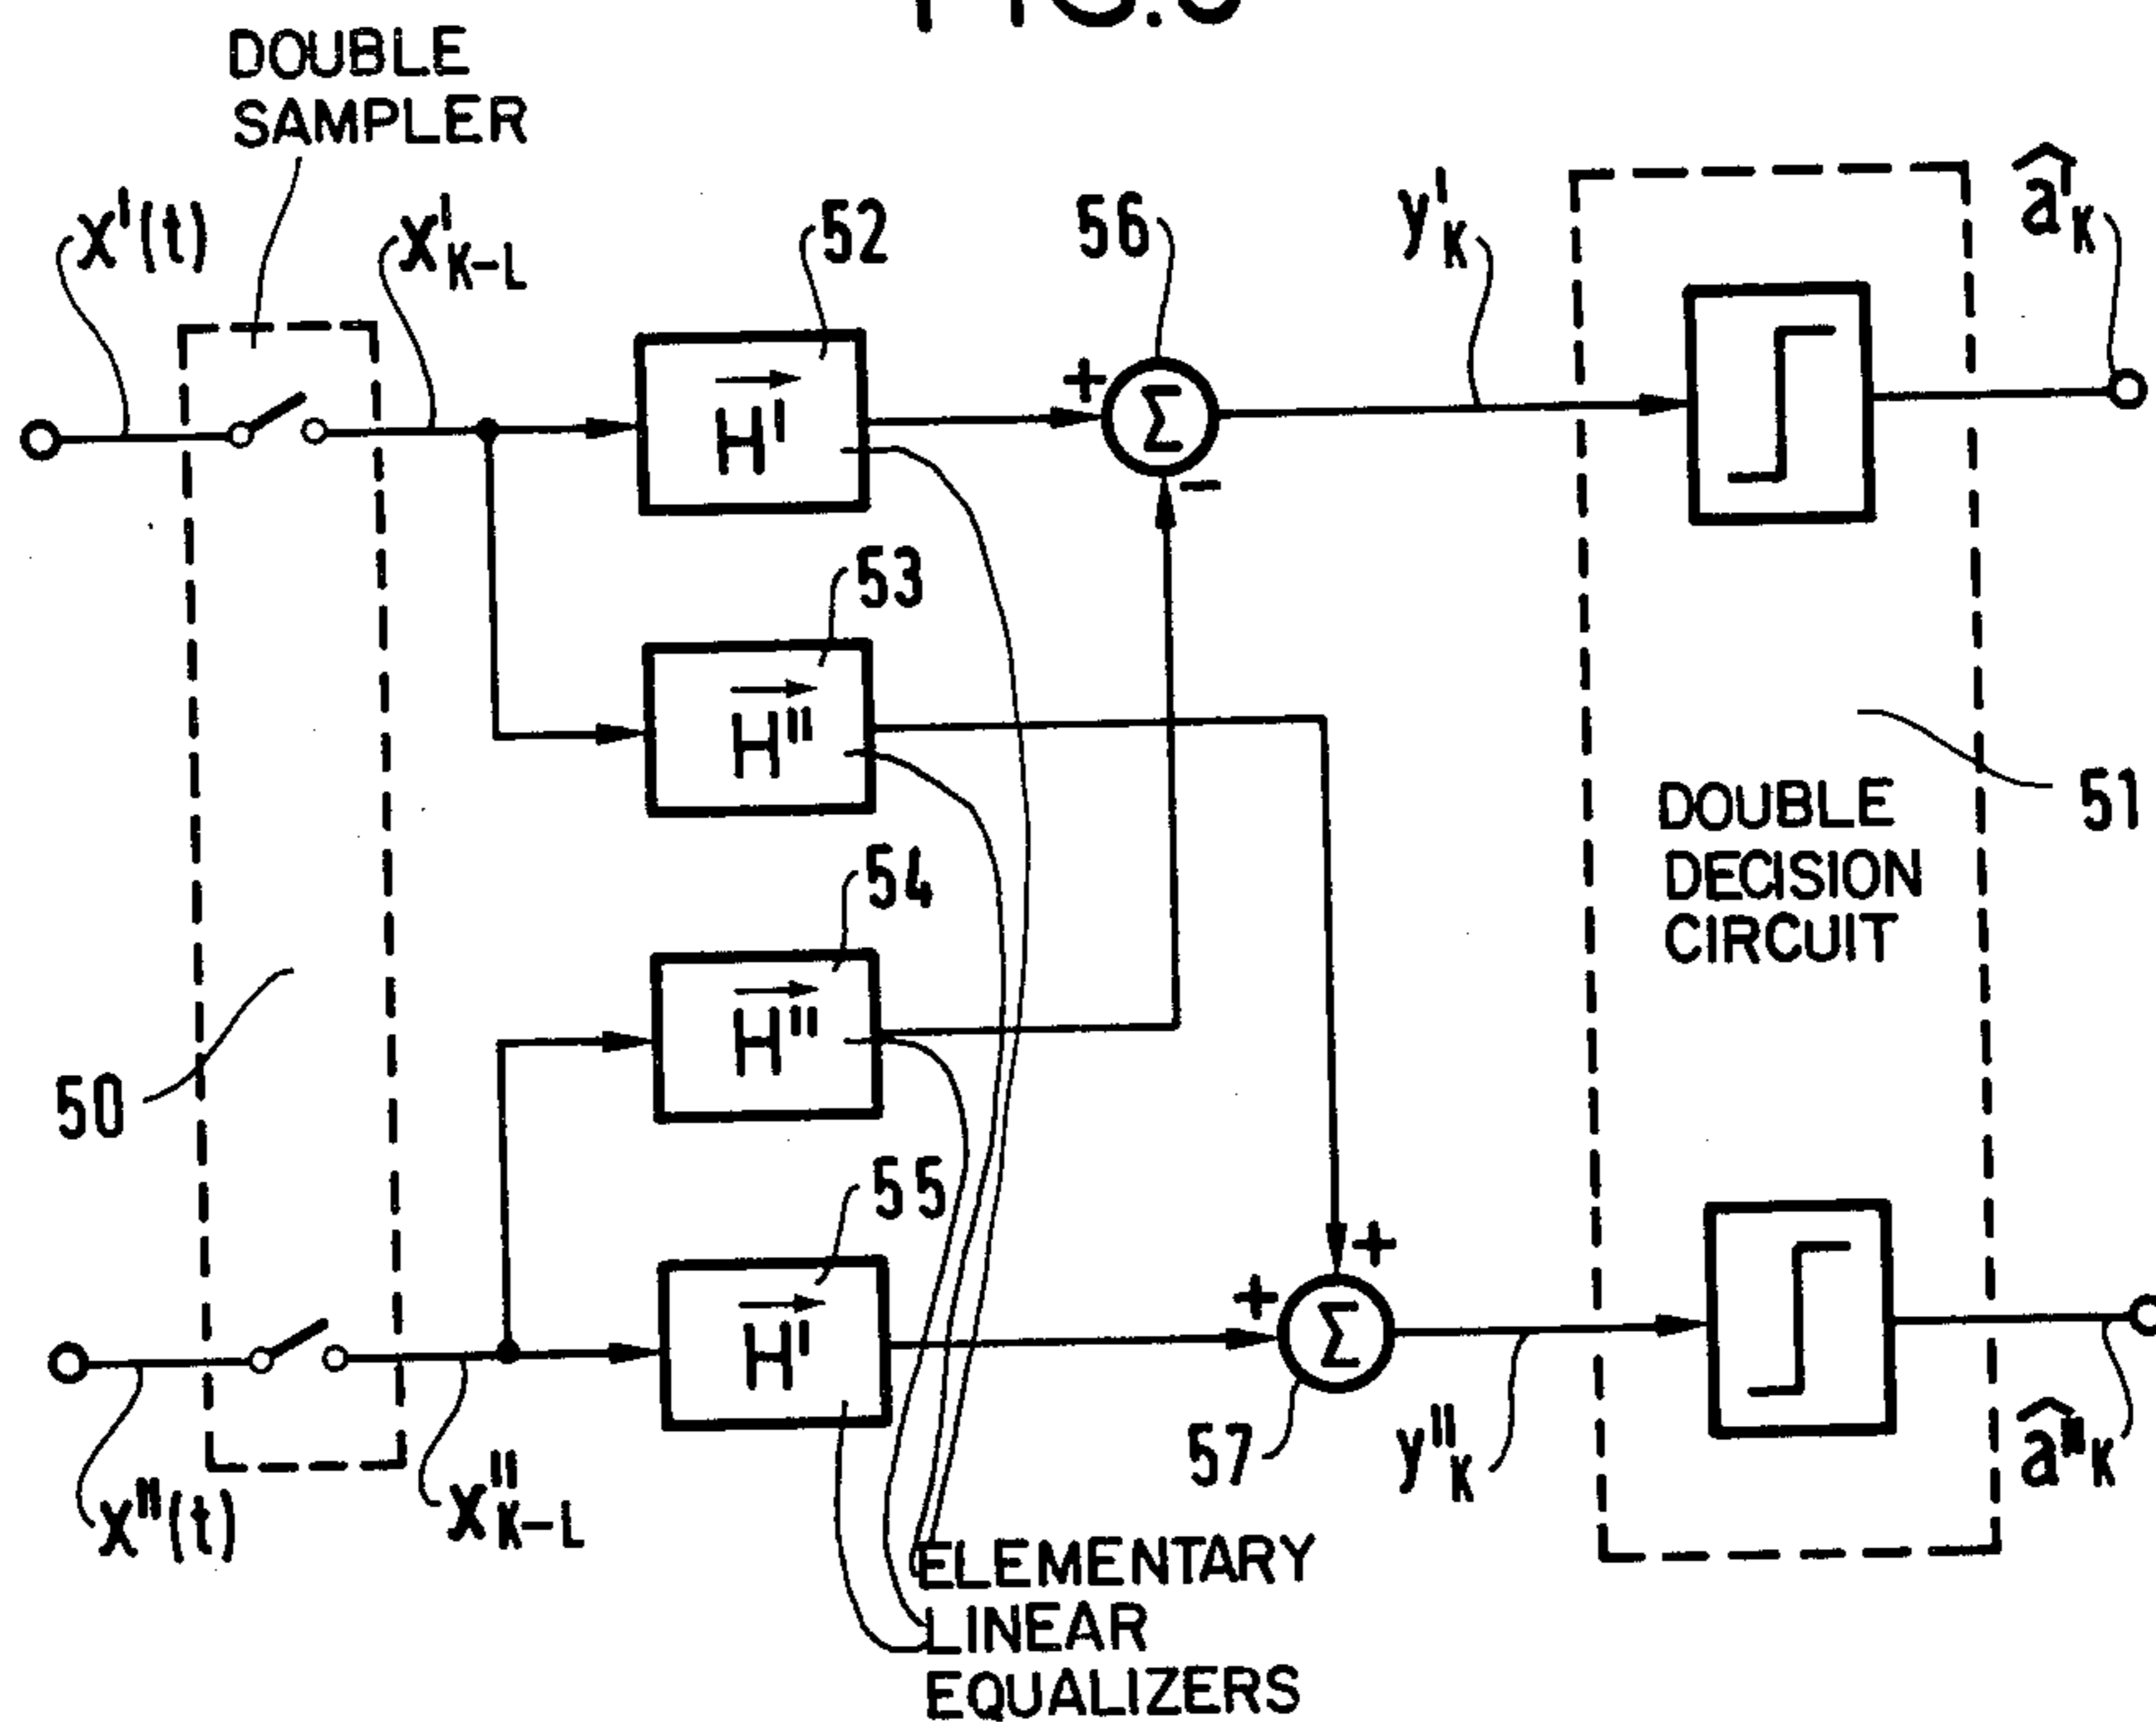 DOUBLE
SAMPLER
x'(t)
x'K-L
52
56
y'K
â'K
+
Σ
-
H'
53
H"
54
H"
50
55
H'
+
+
Σ
57
51
DOUBLE
DECISION
CIRCUIT
x"(t)
x"K-L
y"K
â"K
ELEMENTARY
LINEAR
EQUALIZERS